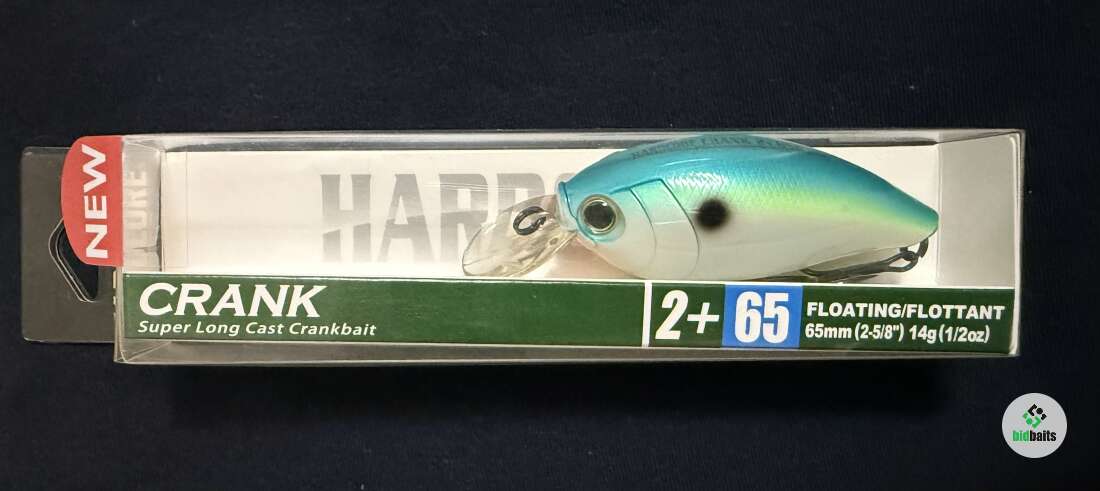 NEW
HARD
CRANK
Super Long Cast Crankbait
2+ 65
FLOATING/FLOTTANT
65mm (2-5/8") 14g (1/2oz)
bidbaits